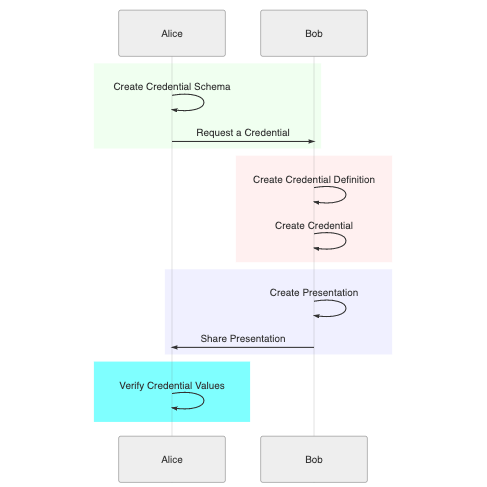 Alice
Bob
Create Credential Schema
Request a Credential
Create Credential Definition
Create Credential
Create Presentation
Share Presentation
Verify Credential Values
Alice
Bob